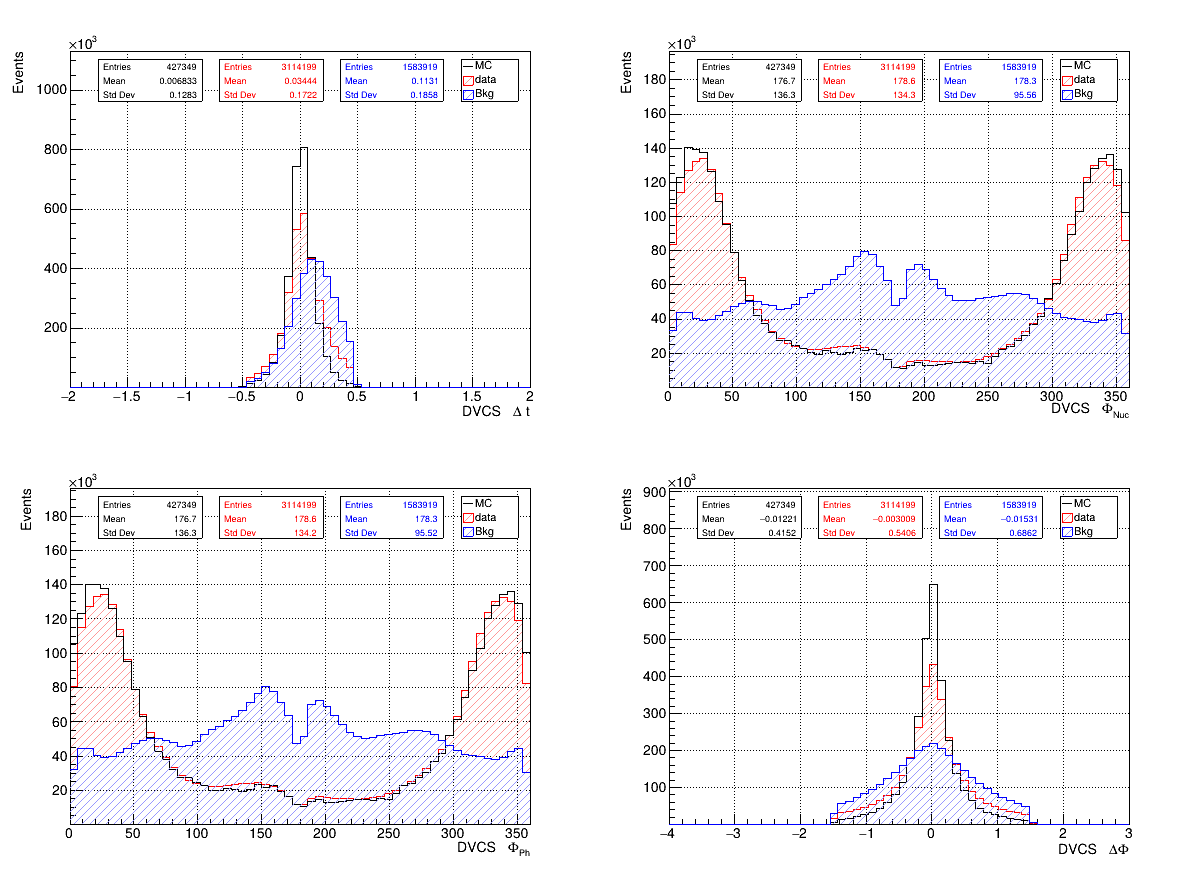 ×10³
Events
Entries 427349
Mean 0.006833
Std Dev 0.1283
Entries 3114199
Mean 0.03444
Std Dev 0.1722
Entries 1583919
Mean 0.1131
Std Dev 0.1858
MC
data
Bkg
1000
800
600
400
200
−2 −1.5 −1 −0.5 0 0.5 1 1.5 2
DVCS Δ t
×10³
Events
Entries 427349
Mean 176.7
Std Dev 136.3
Entries 3114199
Mean 178.6
Std Dev 134.3
Entries 1583919
Mean 178.3
Std Dev 95.56
MC
data
Bkg
180
160
140
120
100
80
60
40
20
0 50 100 150 200 250 300 350
DVCS Φ_Nuc
×10³
Events
Entries 427349
Mean 176.7
Std Dev 136.3
Entries 3114199
Mean 178.6
Std Dev 134.2
Entries 1583919
Mean 178.3
Std Dev 95.52
MC
data
Bkg
180
160
140
120
100
80
60
40
20
0 50 100 150 200 250 300 350
DVCS Φ_Ph
×10³
Events
Entries 427349
Mean −0.01221
Std Dev 0.4152
Entries 3114199
Mean −0.003009
Std Dev 0.5406
Entries 1583919
Mean −0.01531
Std Dev 0.6862
MC
data
Bkg
900
800
700
600
500
400
300
200
100
−4 −3 −2 −1 0 1 2 3
DVCS ΔΦ